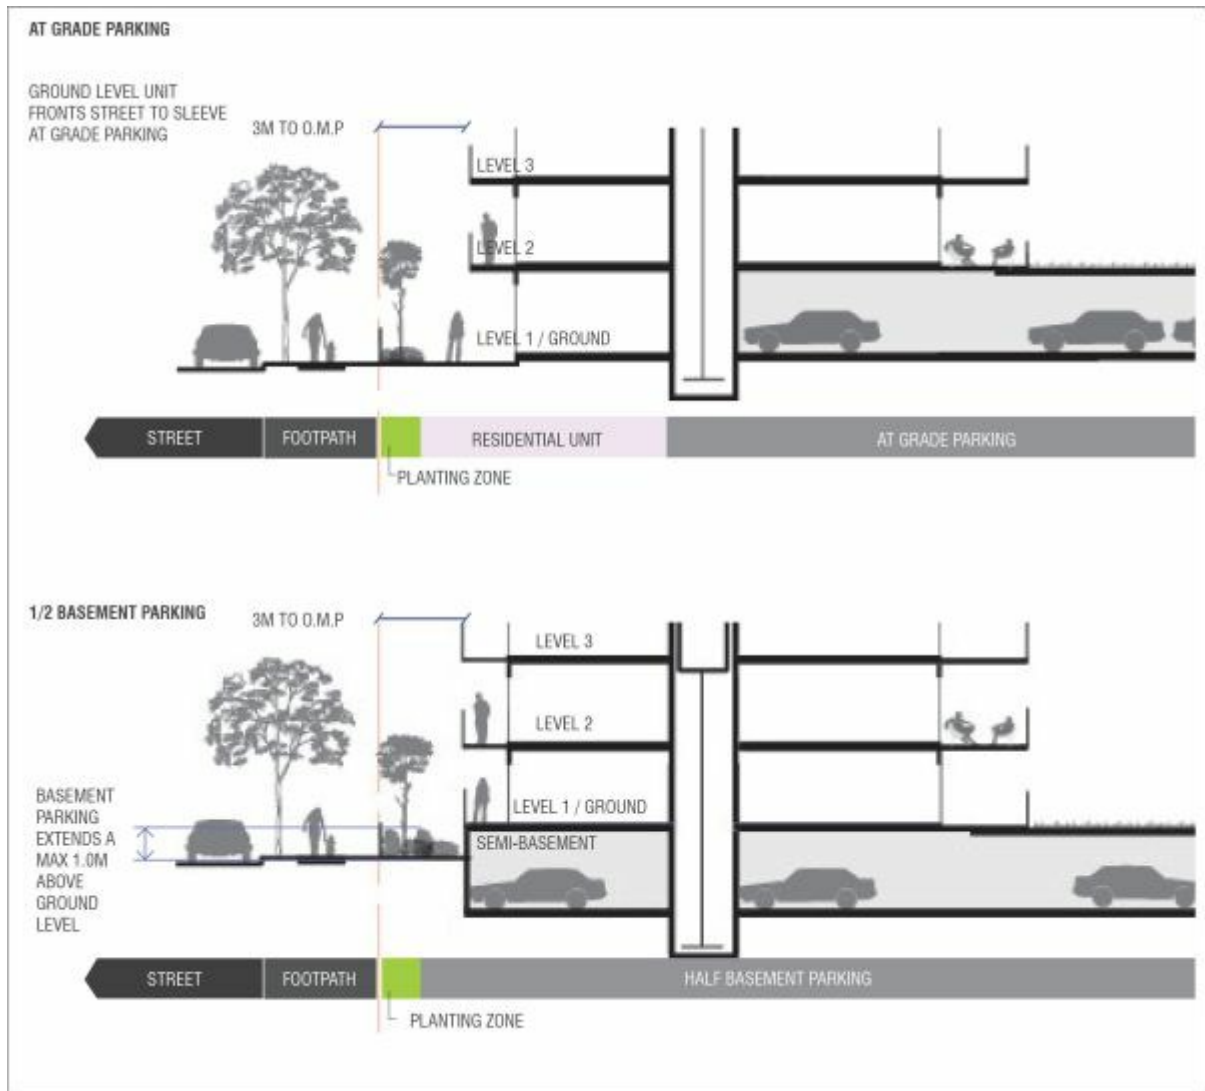 AT GRADE PARKING
GROUND LEVEL UNIT
FRONTS STREET TO SLEEVE
AT GRADE PARKING
3M TO O.M.P
LEVEL 3
LEVEL 2
LEVEL 1 / GROUND
STREET
FOOTPATH
RESIDENTIAL UNIT
AT GRADE PARKING
PLANTING ZONE
1/2 BASEMENT PARKING
3M TO O.M.P
LEVEL 3
LEVEL 2
LEVEL 1 / GROUND
SEMI-BASEMENT
BASEMENT
PARKING
EXTENDS A
MAX 1.0M
ABOVE
GROUND
LEVEL
STREET
FOOTPATH
HALF BASEMENT PARKING
PLANTING ZONE